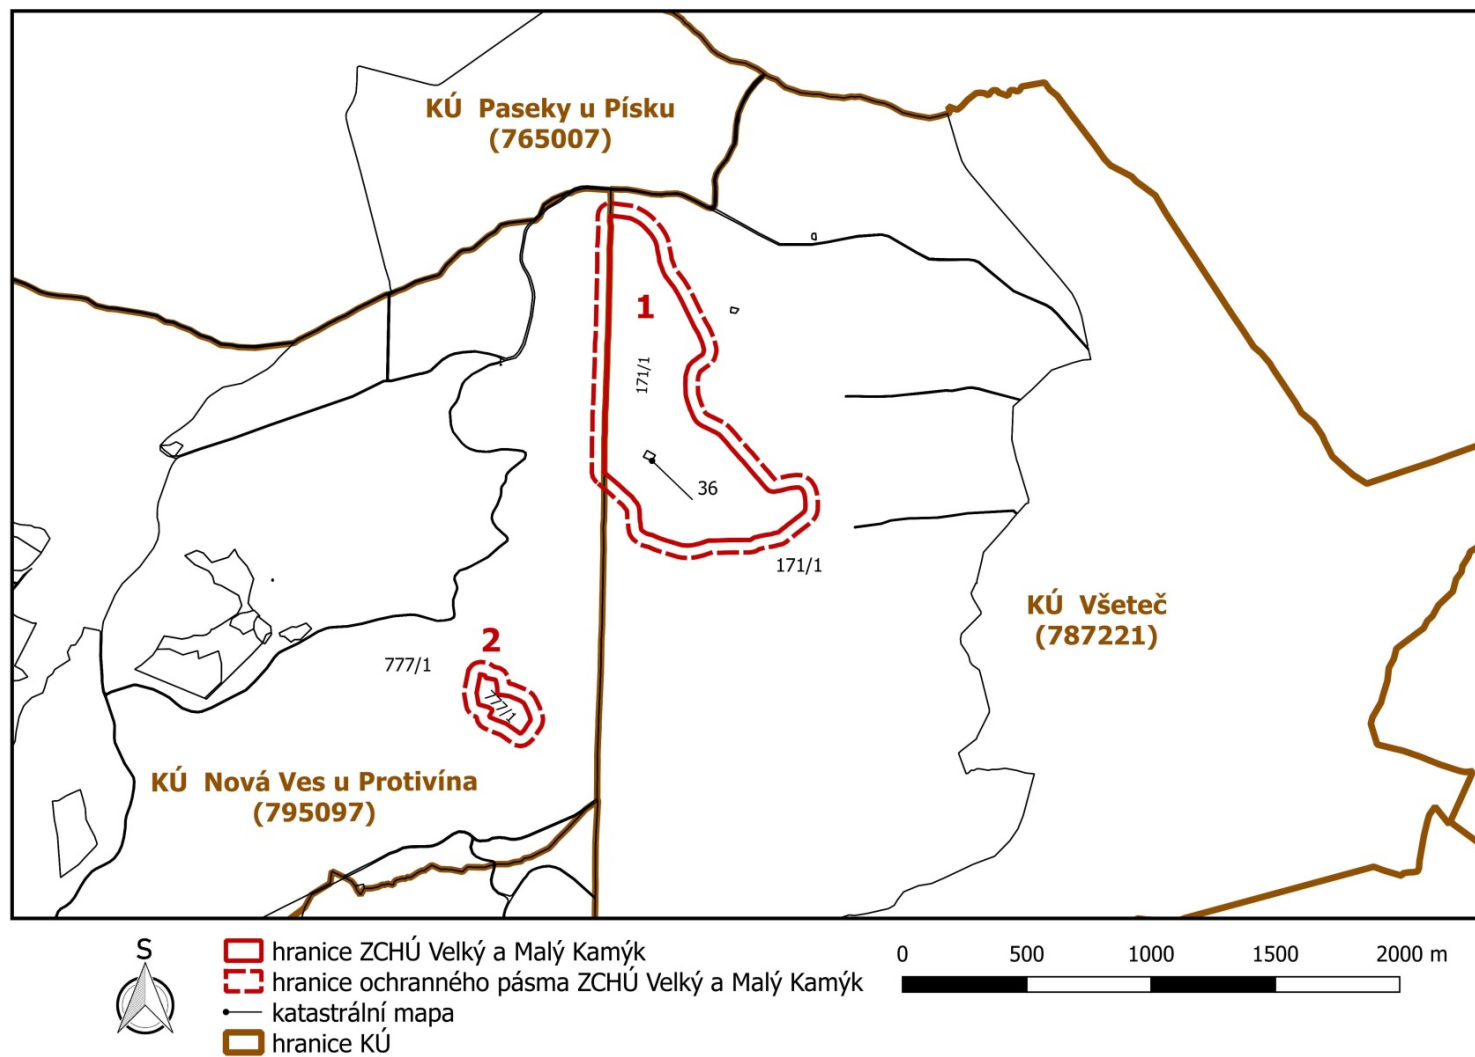 KÚ Paseky u Písku
(765007)
1
171/1
36
171/1
KÚ Všeteč
(787221)
2
777/1
777/1
KÚ Nová Ves u Protivína
(795097)
S
hranice ZCHÚ Velký a Malý Kamýk
hranice ochranného pásma ZCHÚ Velký a Malý Kamýk
katastrální mapa
hranice KÚ
0 500 1000 1500 2000 m